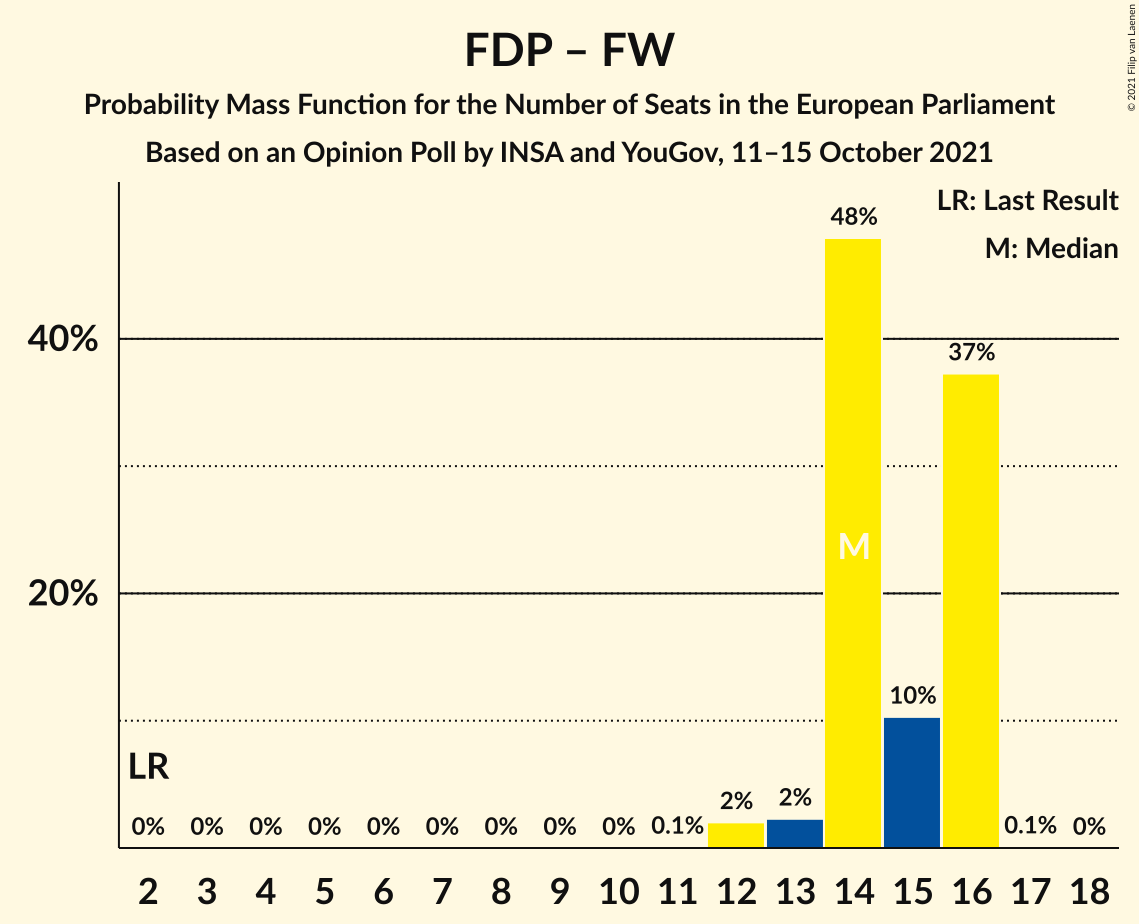 FDP – FW
Probability Mass Function for the Number of Seats in the European Parliament
Based on an Opinion Poll by INSA and YouGov, 11–15 October 2021
© 2021 Filip van Laenen
LR: Last Result
M: Median
48%
40%
37%
M
20%
10%
LR
2% 2%
0% 0% 0% 0% 0% 0% 0% 0% 0% 0.1% 0.1% 0%
2 3 4 5 6 7 8 9 10 11 12 13 14 15 16 17 18